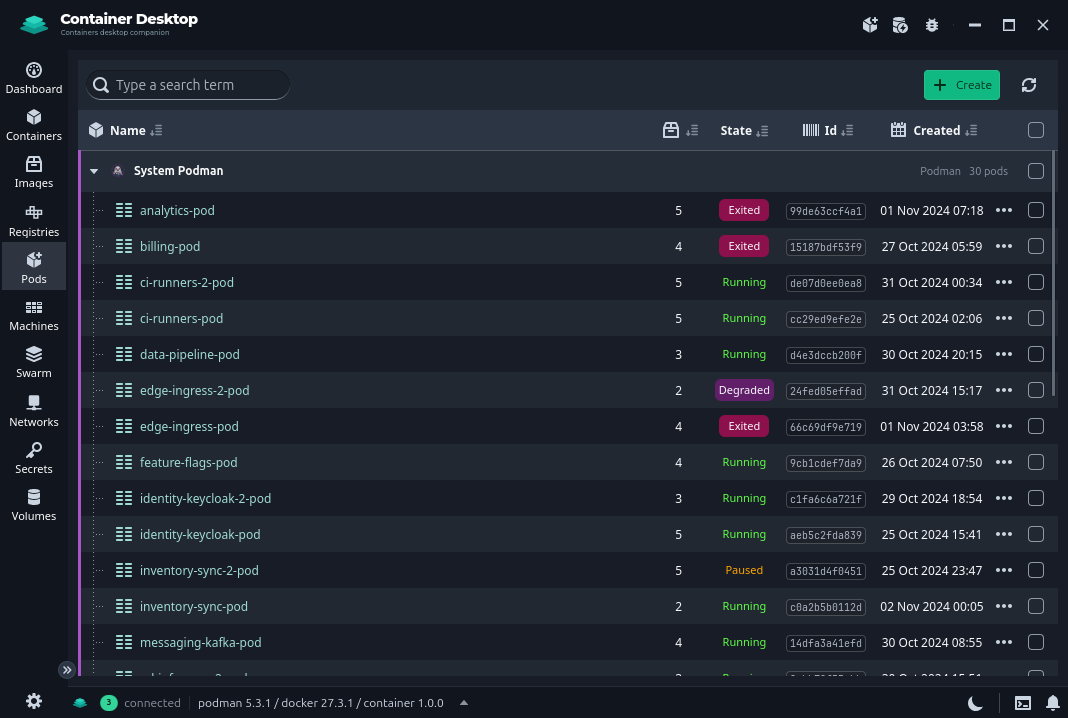 Container Desktop
Containers desktop companion
Dashboard
Containers
Images
Registries
Pods
Machines
Swarm
Networks
Secrets
Volumes
Type a search term
Create
Name State Id Created
System Podman Podman 30 pods
analytics-pod 5 Exited 99de63ccf4a1 01 Nov 2024 07:18
billing-pod 4 Exited 15187bdf53f9 27 Oct 2024 05:59
ci-runners-2-pod 5 Running de07d0ee0ea8 31 Oct 2024 00:34
ci-runners-pod 5 Running cc29ed9efe2e 25 Oct 2024 02:06
data-pipeline-pod 3 Running d4e3dccb200f 30 Oct 2024 20:15
edge-ingress-2-pod 2 Degraded 24fed05effad 31 Oct 2024 15:17
edge-ingress-pod 4 Exited 66c69df9e719 01 Nov 2024 03:58
feature-flags-pod 4 Running 9cb1cdef7da9 26 Oct 2024 07:50
identity-keycloak-2-pod 3 Running c1fa6c6a721f 29 Oct 2024 18:54
identity-keycloak-pod 5 Running aeb5c2fda839 25 Oct 2024 15:41
inventory-sync-2-pod 5 Paused a3031d4f0451 25 Oct 2024 23:47
inventory-sync-pod 2 Running c0a2b5b0112d 02 Nov 2024 00:05
messaging-kafka-pod 4 Running 14dfa3a41efd 30 Oct 2024 08:55
3 connected podman 5.3.1 / docker 27.3.1 / container 1.0.0